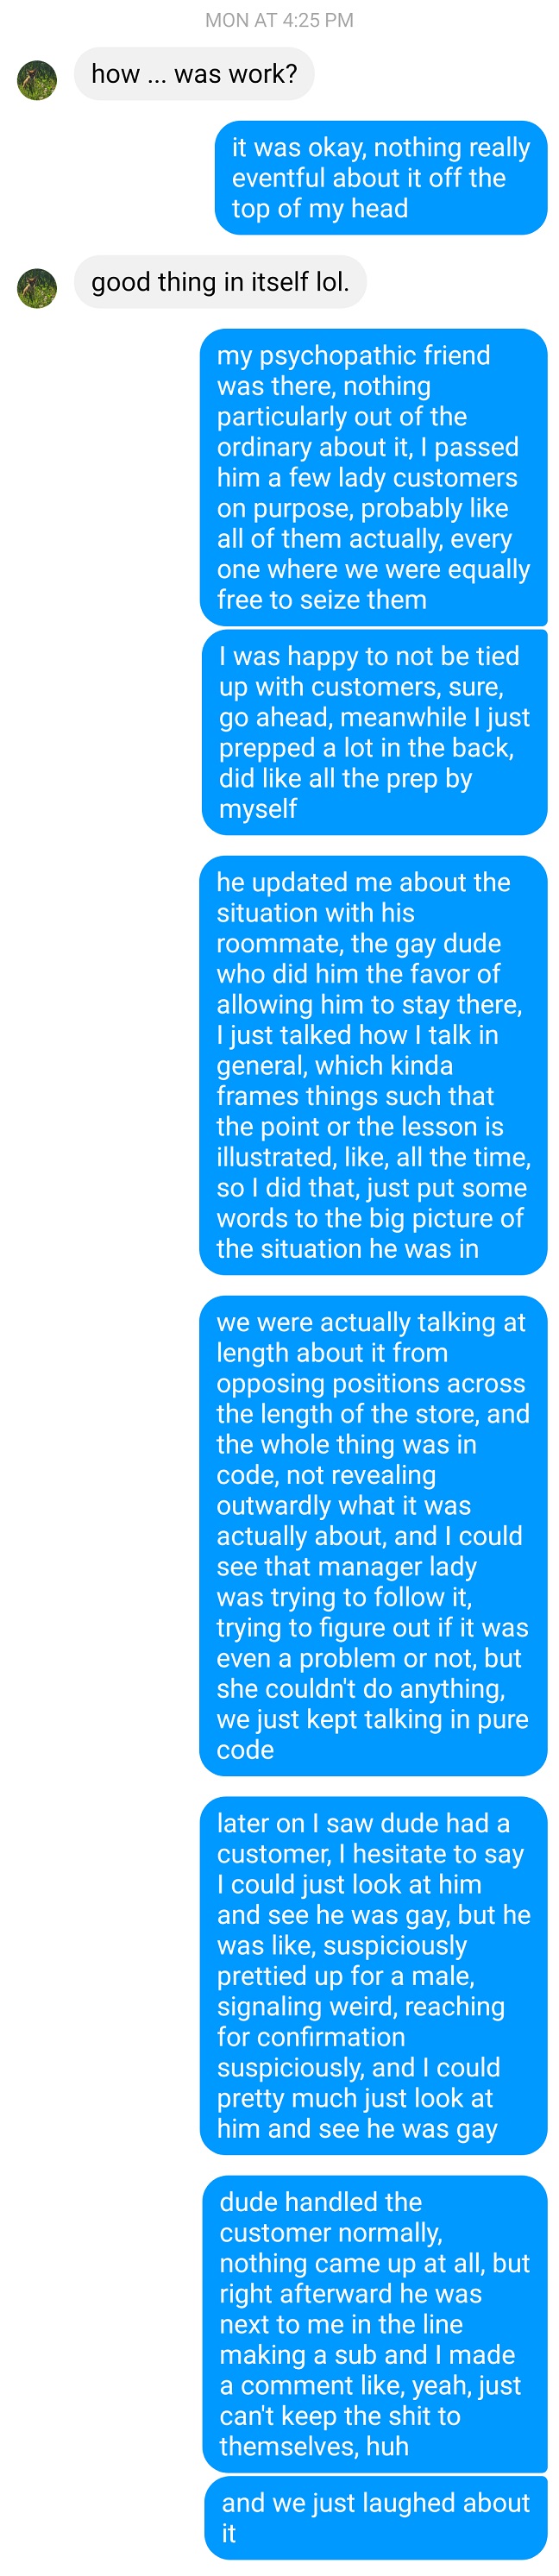 MON AT 4:25 PM
how ... was work?
it was okay, nothing really
eventful about it off the
top of my head
good thing in itself lol.
my psychopathic friend
was there, nothing
particularly out of the
ordinary about it, I passed
him a few lady customers
on purpose, probably like
all of them actually, every
one where we were equally
free to seize them
I was happy to not be tied
up with customers, sure,
go ahead, meanwhile I just
prepped a lot in the back,
did like all the prep by
myself
he updated me about the
situation with his
roommate, the gay dude
who did him the favor of
allowing him to stay there,
I just talked how I talk in
general, which kinda
frames things such that
the point or the lesson is
illustrated, like, all the time,
so I did that, just put some
words to the big picture of
the situation he was in
we were actually talking at
length about it from
opposing positions across
the length of the store, and
the whole thing was in
code, not revealing
outwardly what it was
actually about, and I could
see that manager lady
was trying to follow it,
trying to figure out if it was
even a problem or not, but
she couldn't do anything,
we just kept talking in pure
code
later on I saw dude had a
customer, I hesitate to say
I could just look at him
and see he was gay, but he
was like, suspiciously
prettied up for a male,
signaling weird, reaching
for confirmation
suspiciously, and I could
pretty much just look at
him and see he was gay
dude handled the
customer normally,
nothing came up at all, but
right afterward he was
next to me in the line
making a sub and I made
a comment like, yeah, just
can't keep the shit to
themselves, huh
and we just laughed about
it